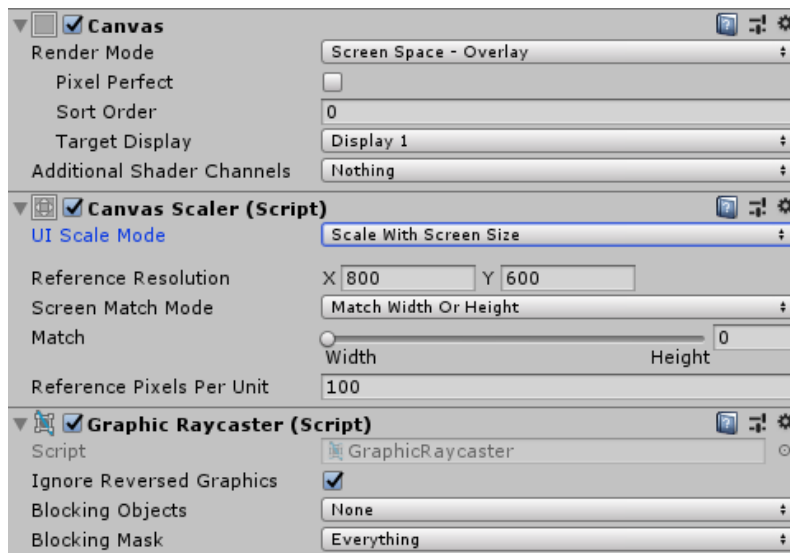 Canvas
Render Mode Screen Space - Overlay
Pixel Perfect
Sort Order 0
Target Display Display 1
Additional Shader Channels Nothing
Canvas Scaler (Script)
UI Scale Mode Scale With Screen Size
Reference Resolution X 800 Y 600
Screen Match Mode Match Width Or Height
Match 0
Width Height
Reference Pixels Per Unit 100
Graphic Raycaster (Script)
Script GraphicRaycaster
Ignore Reversed Graphics
Blocking Objects None
Blocking Mask Everything